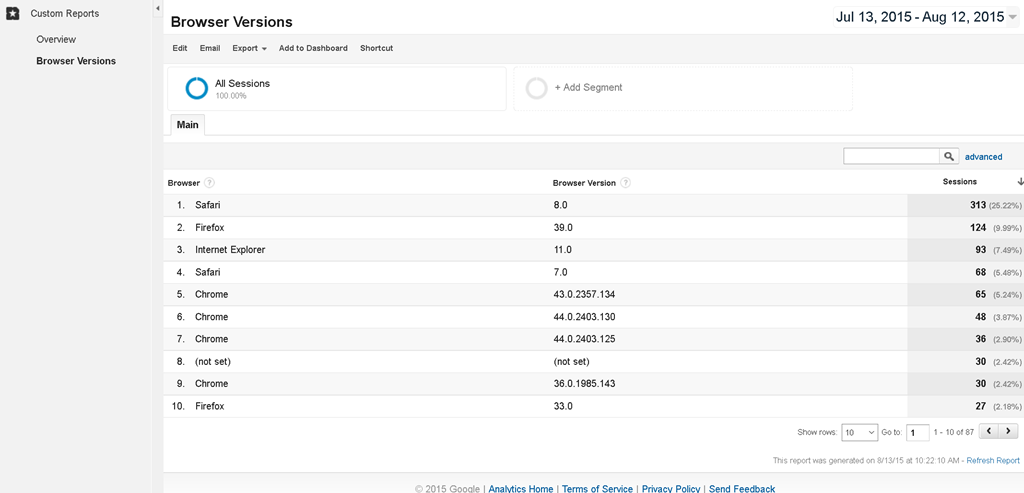 Custom Reports
Overview
Browser Versions
Browser Versions
Jul 13, 2015 - Aug 12, 2015
Edit Email Export Add to Dashboard Shortcut
All Sessions
100.00%
+ Add Segment
Main
advanced
Browser ? Browser Version ? Sessions
1. Safari 8.0 313 (25.22%)
2. Firefox 39.0 124 (9.99%)
3. Internet Explorer 11.0 93 (7.49%)
4. Safari 7.0 68 (5.48%)
5. Chrome 43.0.2357.134 65 (5.24%)
6. Chrome 44.0.2403.130 48 (3.87%)
7. Chrome 44.0.2403.125 36 (2.90%)
8. (not set) (not set) 30 (2.42%)
9. Chrome 36.0.1985.143 30 (2.42%)
10. Firefox 33.0 27 (2.18%)
Show rows: 10 Go to: 1 1 - 10 of 87
This report was generated on 8/13/15 at 10:22:10 AM - Refresh Report
© 2015 Google | Analytics Home | Terms of Service | Privacy Policy | Send Feedback